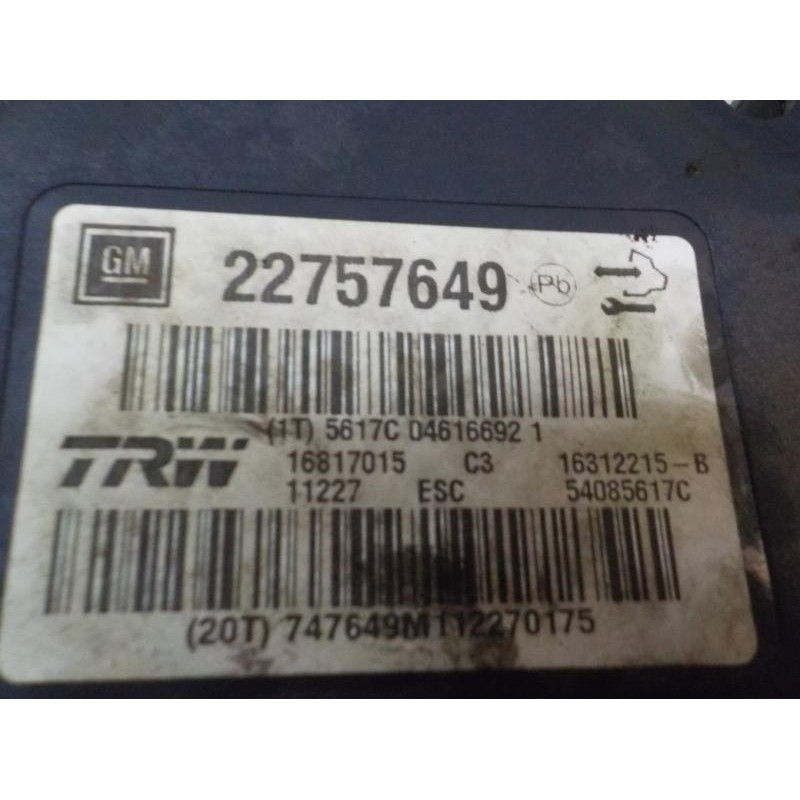 GM 22757649 Pb
(1T) 5617C 04616692 1
TRW 16817015 C3 16312215-B
11227 ESC 54085617C
(20T) 747649M112270175